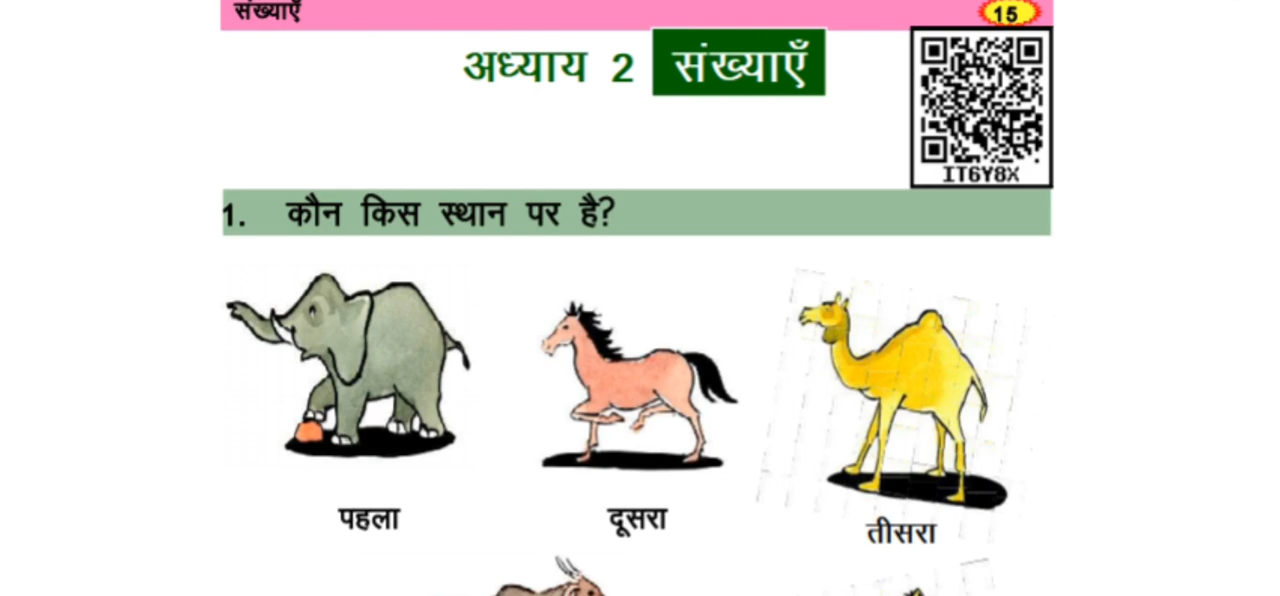 संख्याएँ 15
अध्याय 2 संख्याएँ
IT6Y8X
1. कौन किस स्थान पर है?
पहला दूसरा तीसरा